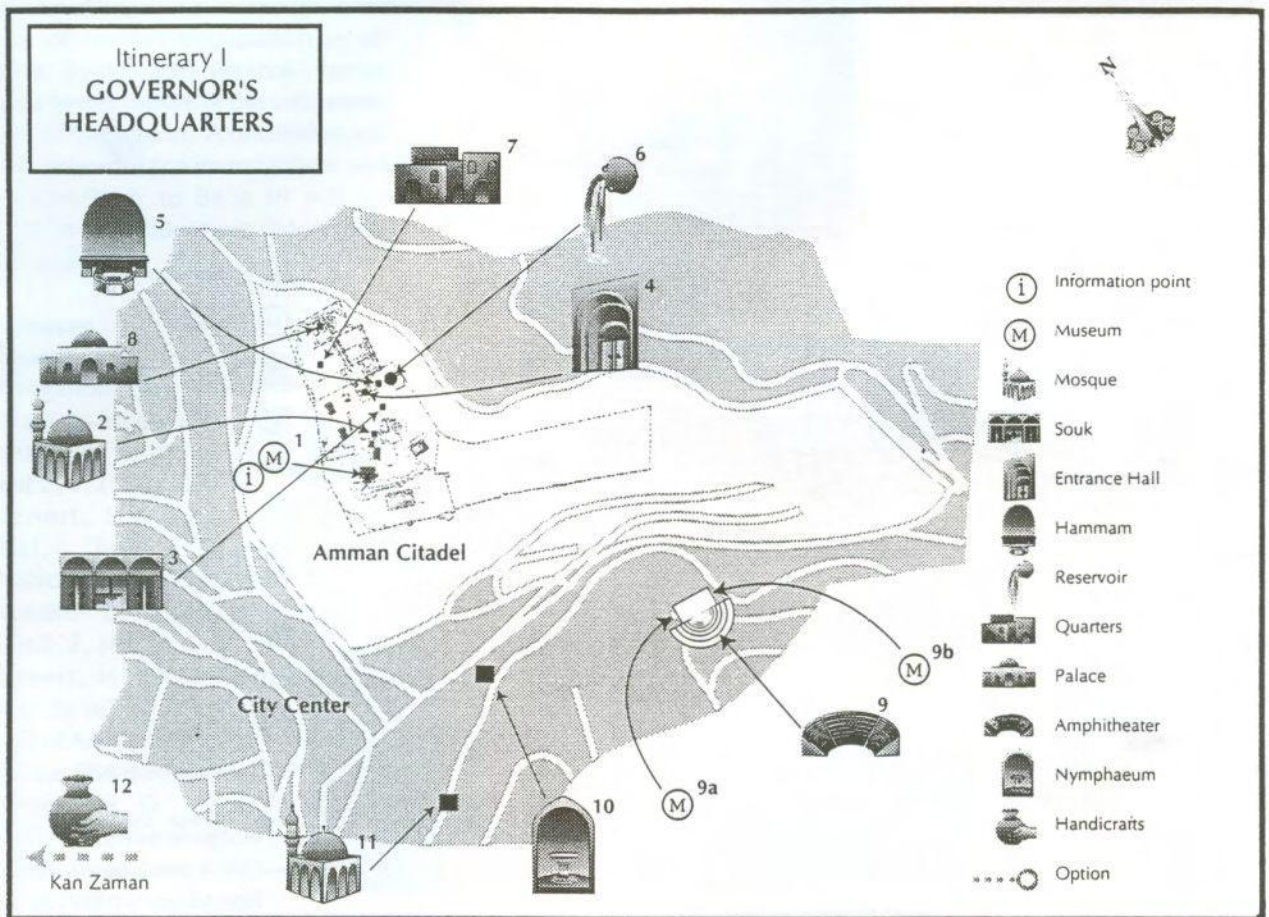 Itinerary I
GOVERNOR'S
HEADQUARTERS
N
7
6
5
4
8
2
1
i
M
3
Amman Citadel
City Center
9b
M
9
9a
M
10
11
12
Kan Zaman
i Information point
M Museum
Mosque
Souk
Entrance Hall
Hammam
Reservoir
Quarters
Palace
Amphitheater
Nymphaeum
Handicrafts
Option